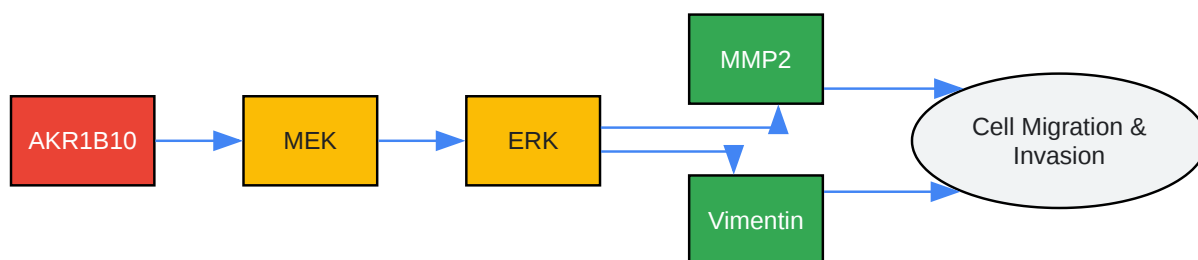 AKR1B10
MEK
ERK
MMP2
Vimentin
Cell Migration &
Invasion